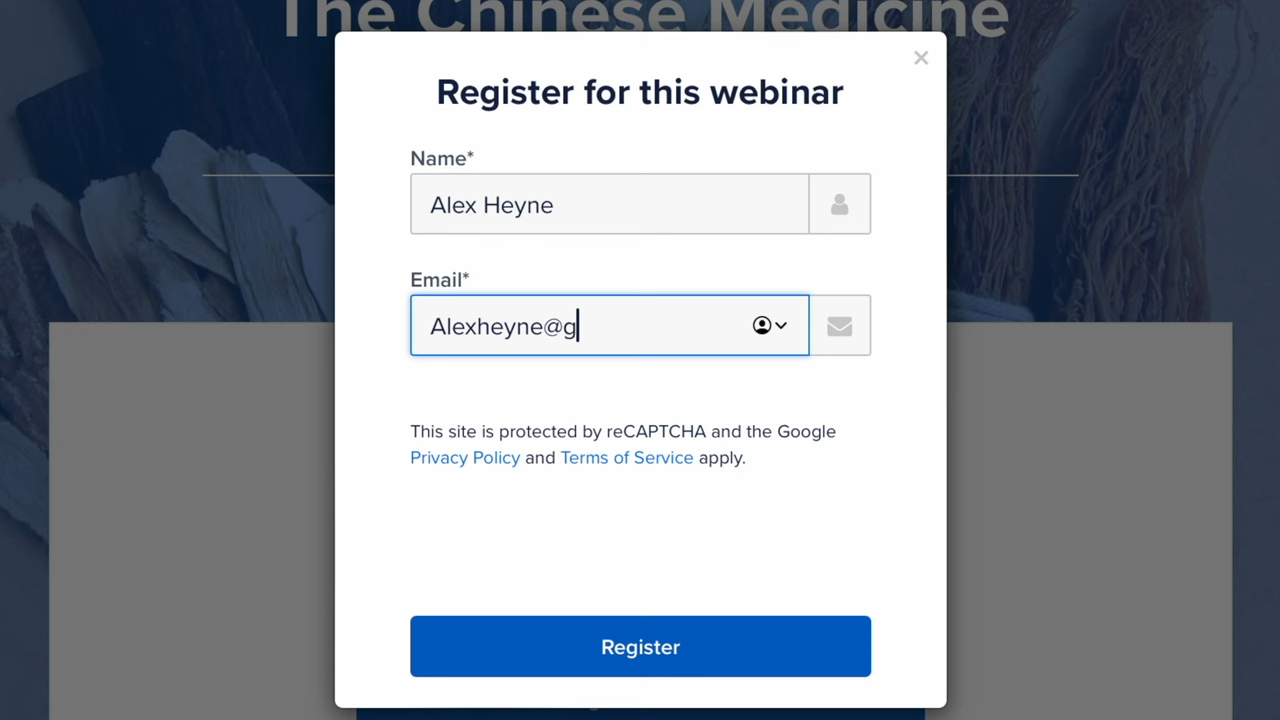 The Chinese Medicine
×
Register for this webinar
Name*
Alex Heyne
Email*
Alexheyne@g
This site is protected by reCAPTCHA and the Google
Privacy Policy and Terms of Service apply.
Register